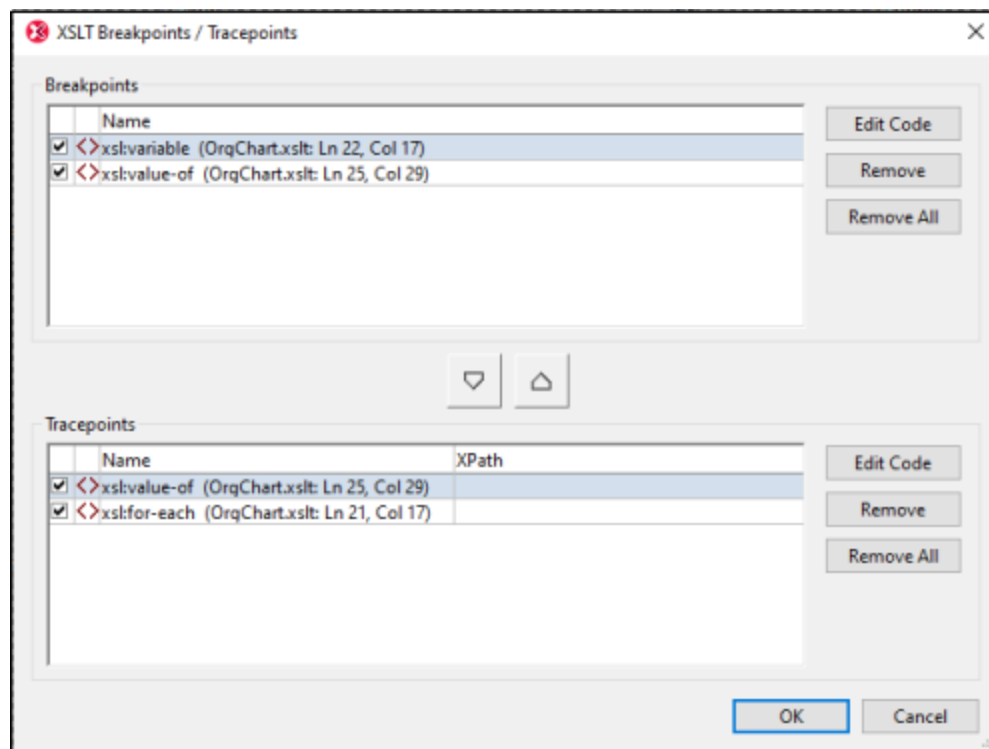 XSLT Breakpoints / Tracepoints
Breakpoints
Name
<>xsl:variable (OrgChart.xslt: Ln 22, Col 17)
<>xsl:value-of (OrgChart.xslt: Ln 25, Col 29)
Edit Code
Remove
Remove All
Tracepoints
Name XPath
<>xsl:value-of (OrgChart.xslt: Ln 25, Col 29)
<>xsl:for-each (OrgChart.xslt: Ln 21, Col 17)
Edit Code
Remove
Remove All
OK Cancel